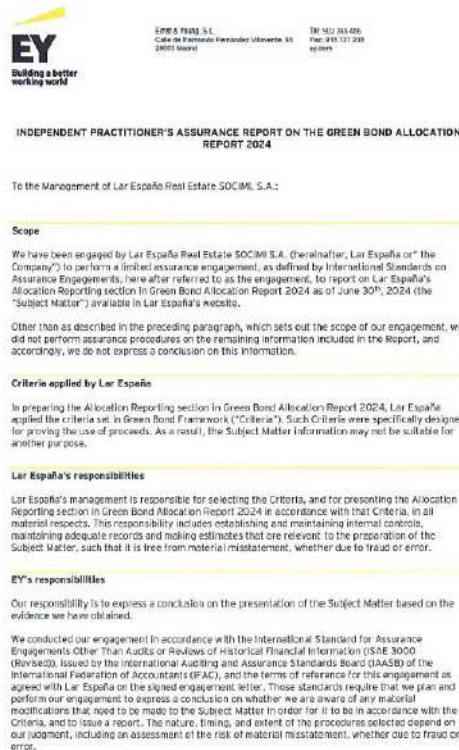 EY
Building a better
working world
Ernst & Young, S.L.
Calle de Raimundo Fernández Villaverde, 65
28003 Madrid
ey.com
INDEPENDENT PRACTITIONER'S ASSURANCE REPORT ON THE GREEN BOND ALLOCATION
REPORT 2024
To the Management of Lar España Real Estate SOCIMI, S.A.:
Scope
We have been engaged by Lar España Real Estate SOCIMI S.A. (hereinafter, Lar España or" the
Company") to perform a limited assurance engagement, as defined by International Standards on
Assurance Engagements, here after referred to as the engagement, to report on Lar España's
Allocation Reporting section in Green Bond Allocation Report 2024 as of June 30th, 2024 (the
"Subject Matter") available in Lar España's website.
Other than as described in the preceding paragraph, which sets out the scope of our engagement, we
did not perform assurance procedures on the remaining information included in the Report, and
accordingly, we do not express a conclusion on this information.
Criteria applied by Lar España
In preparing the Allocation Reporting section in Green Bond Allocation Report 2024, Lar España
applied the criteria set in Green Bond Framework ("Criteria"). Such Criteria were specifically designe
for proving the use of proceeds. As a result, the Subject Matter information may not be suitable for
another purpose.
Lar España's responsibilities
Lar España's management is responsible for selecting the Criteria, and for presenting the Allocation
Reporting section in Green Bond Allocation Report 2024 in accordance with that Criteria, in all
material respects. This responsibility includes establishing and maintaining internal controls,
maintaining adequate records and making estimates that are relevant to the preparation of the
Subject Matter, such that it is free from material misstatement, whether due to fraud or error.
EY's responsibilities
Our responsibility is to express a conclusion on the presentation of the Subject Matter based on the
evidence we have obtained.
We conducted our engagement in accordance with the International Standard for Assurance
Engagements Other Than Audits or Reviews of Historical Financial Information (ISAE 3000
(Revised)), issued by the International Auditing and Assurance Standards Board (IAASB) of the
International Federation of Accountants (IFAC), and the terms of reference for this engagement as
agreed with Lar España on the signed engagement letter. Those standards require that we plan and
perform our engagement to express a conclusion on whether we are aware of any material
modifications that need to be made to the Subject Matter in order for it to be in accordance with the
Criteria, and to issue a report. The nature, timing, and extent of the procedures selected depend on
our judgment, including an assessment of the risk of material misstatement, whether due to fraud or
error.